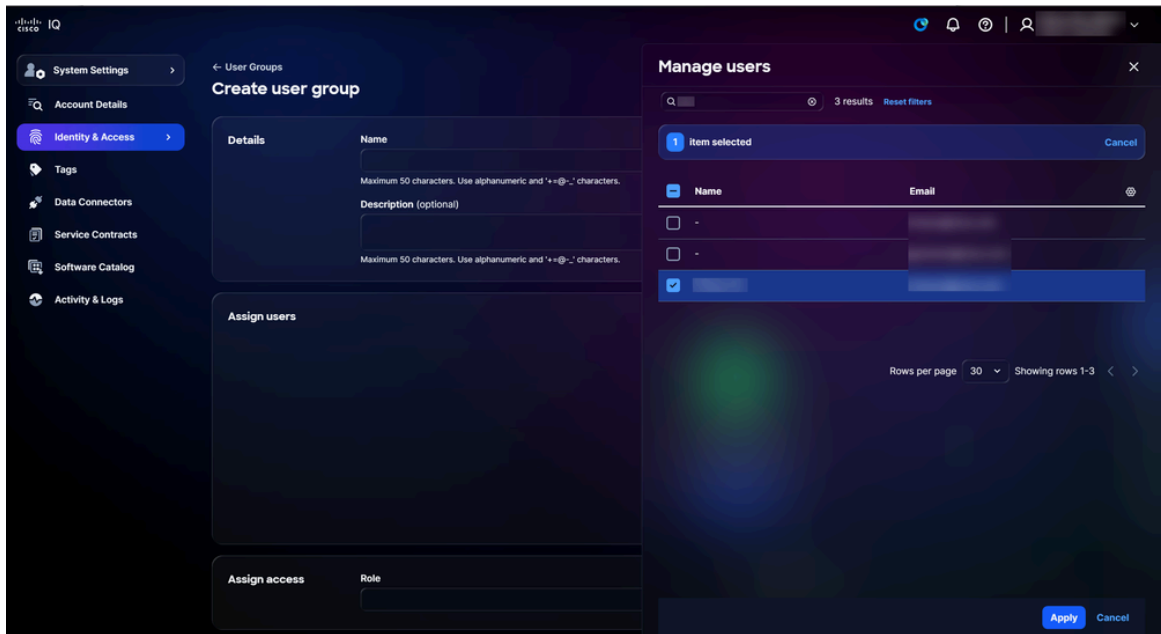 cisco IQ
System Settings
Account Details
Identity & Access
Tags
Data Connectors
Service Contracts
Software Catalog
Activity & Logs
← User Groups
Create user group
Details
Name
Maximum 50 characters. Use alphanumeric and '+=@-_' characters.
Description (optional)
Maximum 50 characters. Use alphanumeric and '+=@-_' characters.
Assign users
Assign access
Role
Manage users
3 results Reset filters
1 item selected Cancel
Name Email
-
-
Rows per page 30 Showing rows 1-3
Apply Cancel